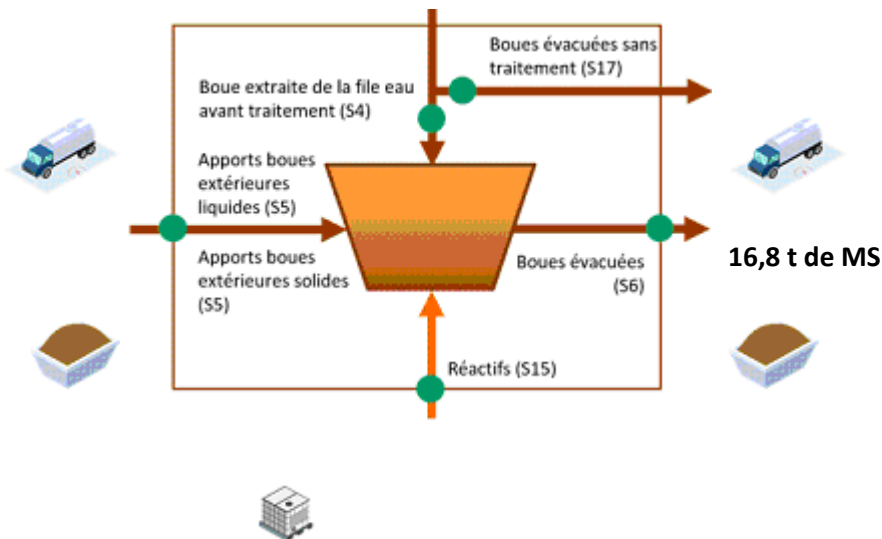 Boues évacuées sans
traitement (S17)
Boue extraite de la file eau
avant traitement (S4)
Apports boues
extérieures
liquides (S5)
Apports boues
extérieures solides
(S5)
Boues évacuées
(S6)
16,8 t de MS
Réactifs (S15)